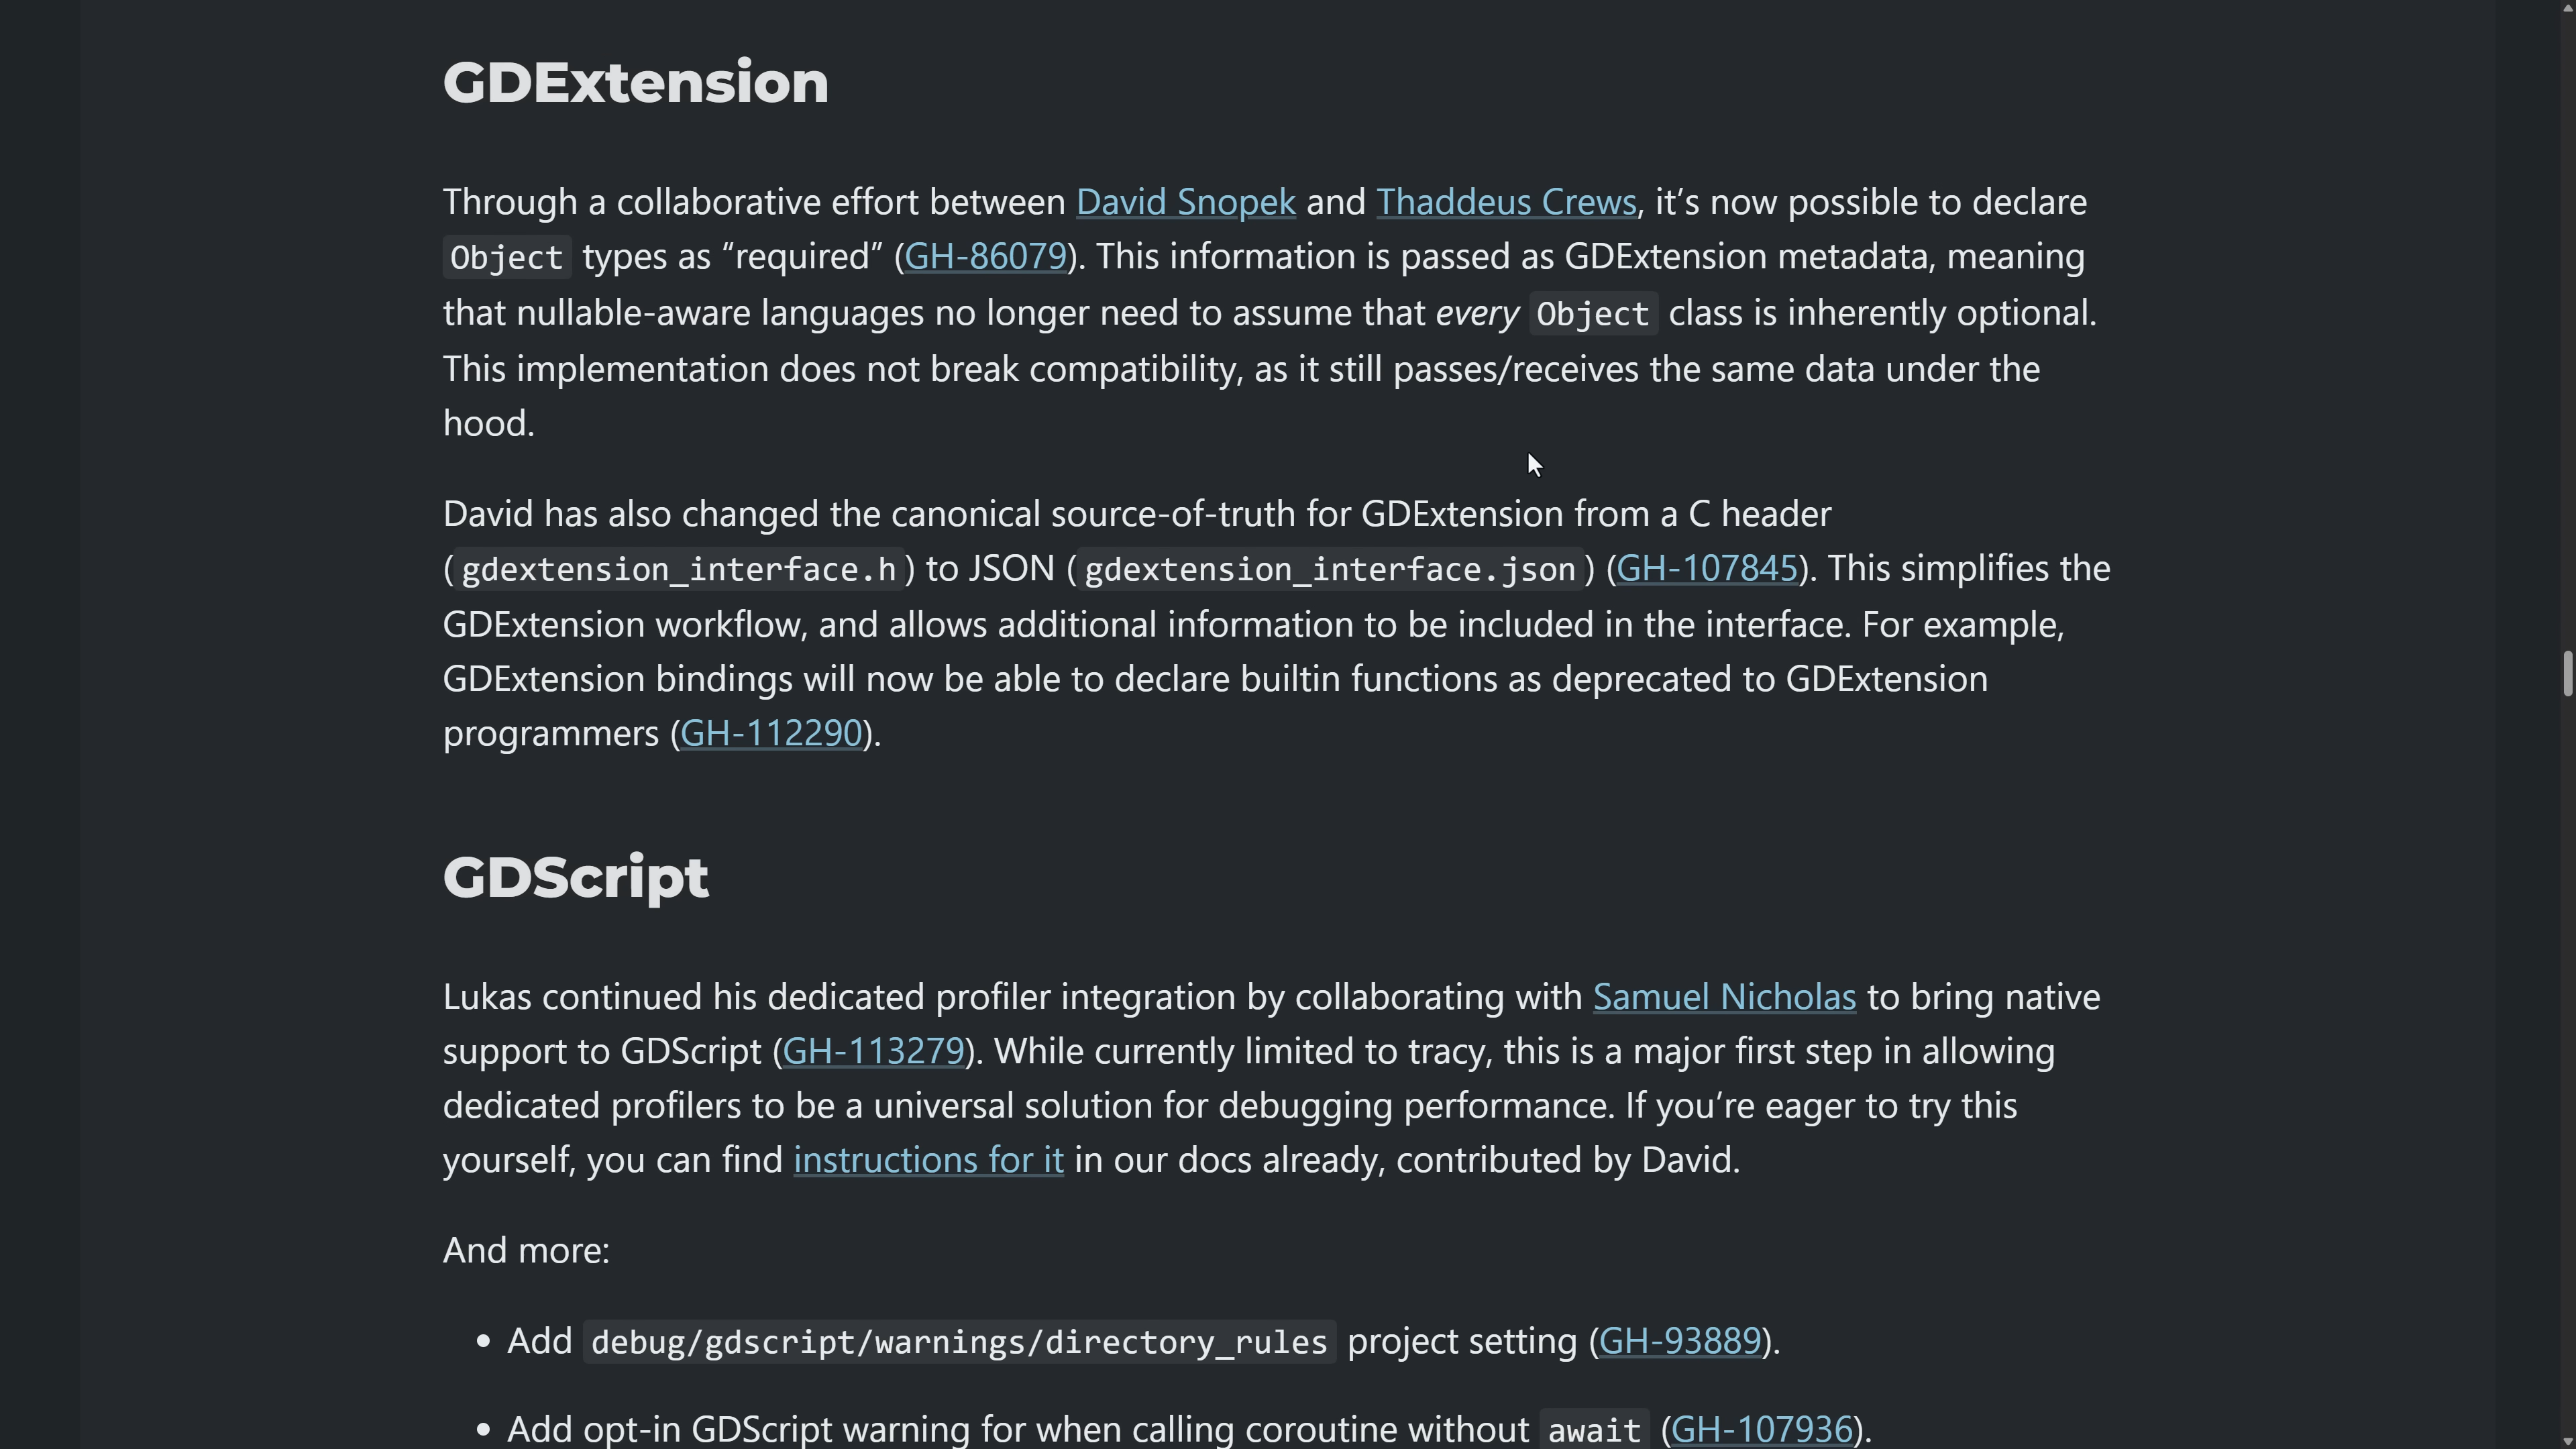 GDExtension
Through a collaborative effort between David Snopek and Thaddeus Crews, it’s now possible to declare
Object types as “required” (GH-86079). This information is passed as GDExtension metadata, meaning
that nullable-aware languages no longer need to assume that every Object class is inherently optional.
This implementation does not break compatibility, as it still passes/receives the same data under the
hood.
David has also changed the canonical source-of-truth for GDExtension from a C header
(gdextension_interface.h) to JSON (gdextension_interface.json) (GH-107845). This simplifies the
GDExtension workflow, and allows additional information to be included in the interface. For example,
GDExtension bindings will now be able to declare builtin functions as deprecated to GDExtension
programmers (GH-112290).
GDScript
Lukas continued his dedicated profiler integration by collaborating with Samuel Nicholas to bring native
support to GDScript (GH-113279). While currently limited to tracy, this is a major first step in allowing
dedicated profilers to be a universal solution for debugging performance. If you’re eager to try this
yourself, you can find instructions for it in our docs already, contributed by David.
And more:
• Add debug/gdscript/warnings/directory_rules project setting (GH-93889).
• Add opt-in GDScript warning for when calling coroutine without await (GH-107936).